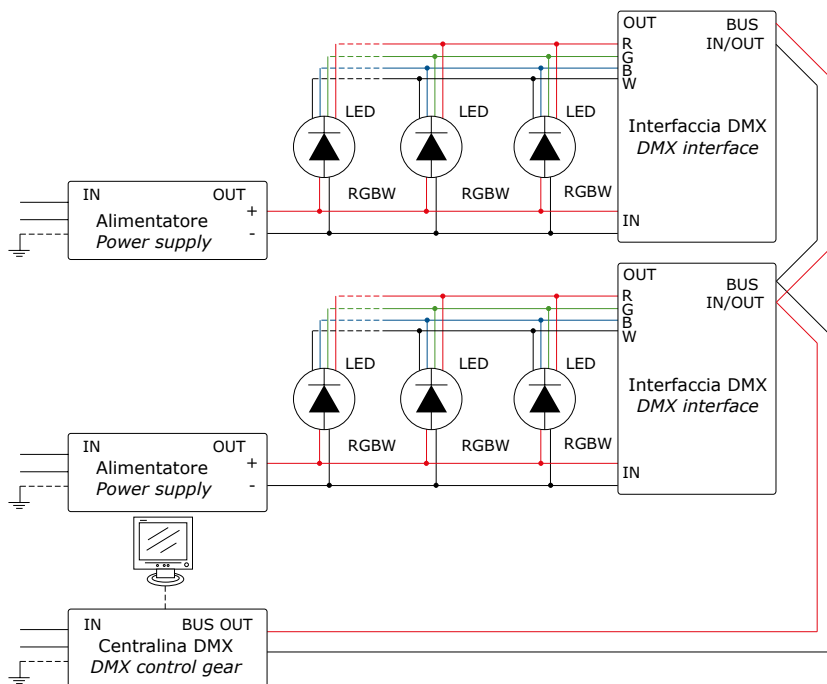 OUT BUS
R IN/OUT
G
B
W
LED LED LED
Interfaccia DMX
DMX interface
IN OUT RGBW RGBW RGBW
Alimentatore + IN
Power supply -
OUT BUS
R IN/OUT
G
B
W
LED LED LED
Interfaccia DMX
DMX interface
IN OUT RGBW RGBW RGBW
Alimentatore + IN
Power supply -
IN BUS OUT
Centralina DMX
DMX control gear